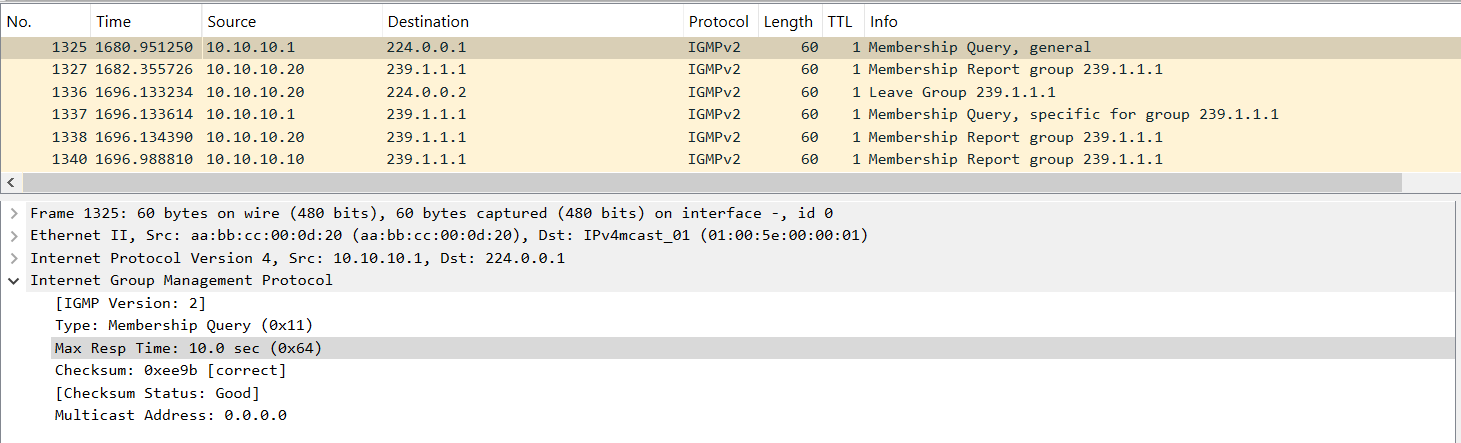 No. Time Source Destination Protocol Length TTL Info
1325 1680.951250 10.10.10.1 224.0.0.1 IGMPv2 60 1 Membership Query, general
1327 1682.355726 10.10.10.20 239.1.1.1 IGMPv2 60 1 Membership Report group 239.1.1.1
1336 1696.133234 10.10.10.20 224.0.0.2 IGMPv2 60 1 Leave Group 239.1.1.1
1337 1696.133614 10.10.10.1 239.1.1.1 IGMPv2 60 1 Membership Query, specific for group 239.1.1.1
1338 1696.134390 10.10.10.20 239.1.1.1 IGMPv2 60 1 Membership Report group 239.1.1.1
1340 1696.988810 10.10.10.10 239.1.1.1 IGMPv2 60 1 Membership Report group 239.1.1.1
Frame 1325: 60 bytes on wire (480 bits), 60 bytes captured (480 bits) on interface -, id 0
Ethernet II, Src: aa:bb:cc:00:0d:20 (aa:bb:cc:00:0d:20), Dst: IPv4mcast_01 (01:00:5e:00:00:01)
Internet Protocol Version 4, Src: 10.10.10.1, Dst: 224.0.0.1
Internet Group Management Protocol
[IGMP Version: 2]
Type: Membership Query (0x11)
Max Resp Time: 10.0 sec (0x64)
Checksum: 0xee9b [correct]
[Checksum Status: Good]
Multicast Address: 0.0.0.0